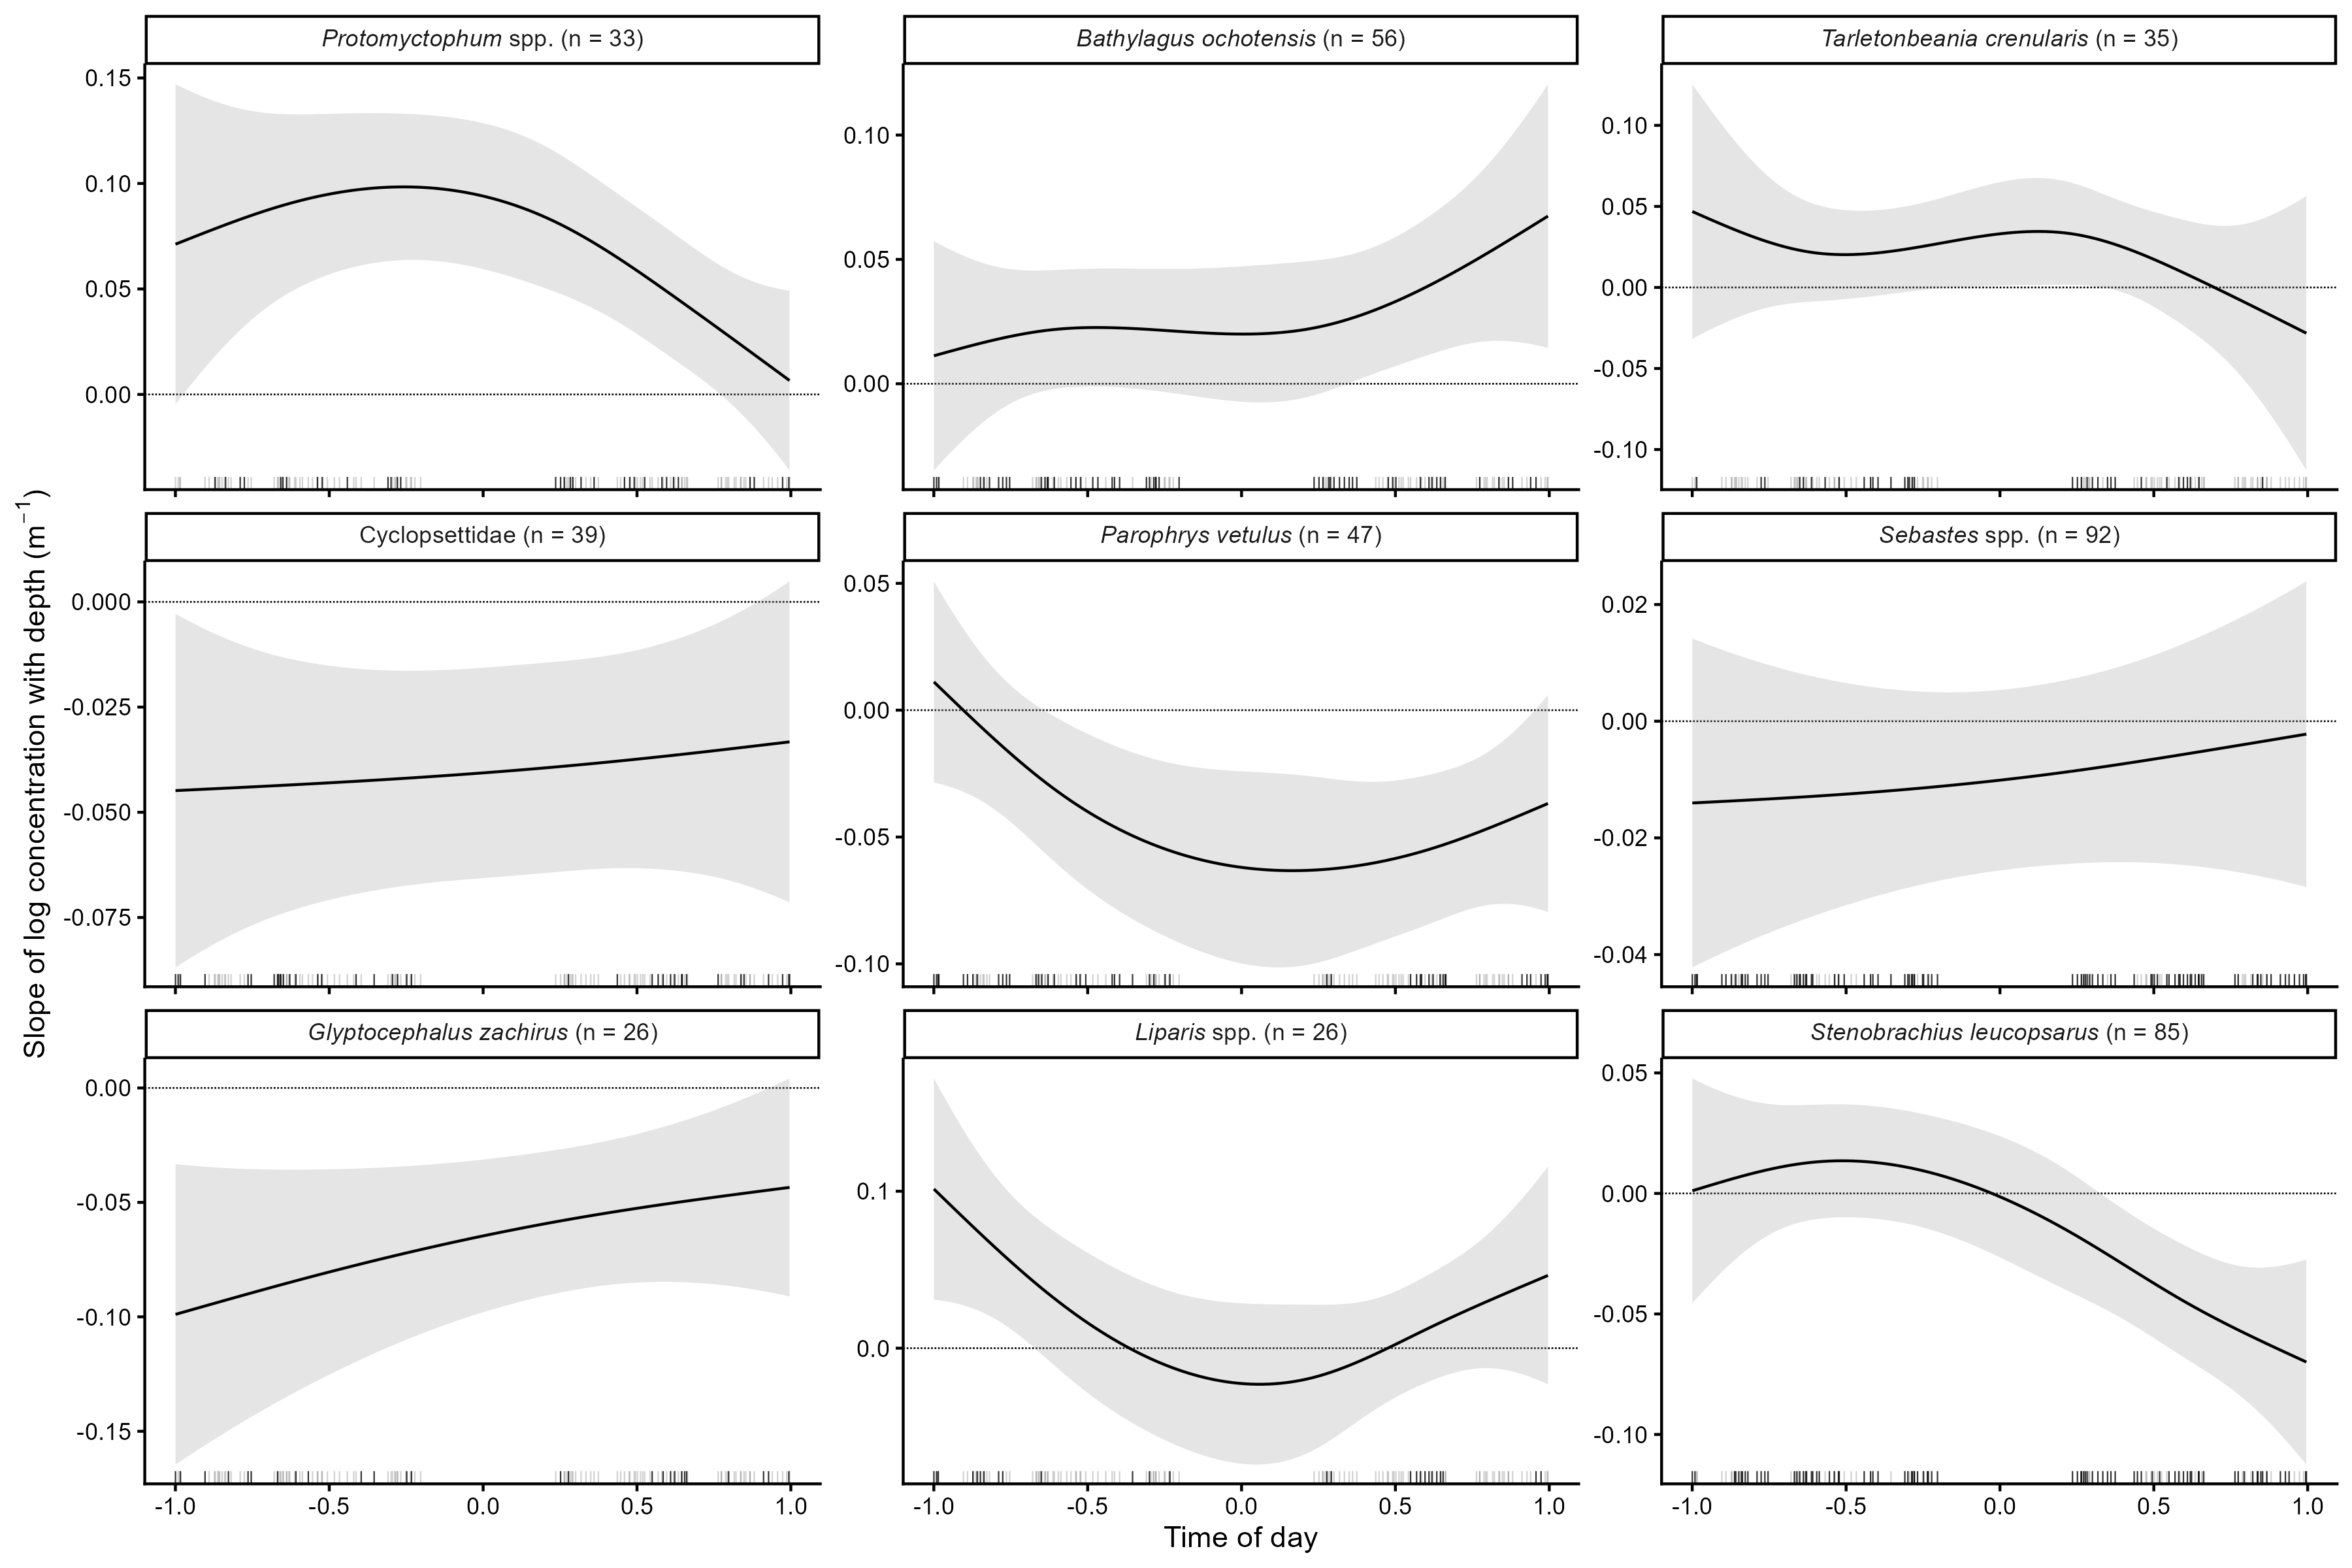 Protomyctophum spp. (n = 33)
Bathylagus ochotensis (n = 56)
Tarletonbeania crenularis (n = 35)
0.15
0.10
0.05
0.00
0.10
0.05
0.00
0.10
0.05
0.00
-0.05
-0.10
Cyclopsettidae (n = 39)
Parophrys vetulus (n = 47)
Sebastes spp. (n = 92)
0.000
-0.025
-0.050
-0.075
0.05
0.00
-0.05
-0.10
0.02
0.00
-0.02
-0.04
Glyptocephalus zachirus (n = 26)
Liparis spp. (n = 26)
Stenobrachius leucopsarus (n = 85)
0.00
-0.05
-0.10
-0.15
0.1
0.0
0.05
0.00
-0.05
-0.10
-1.0 -0.5 0.0 0.5 1.0
-1.0 -0.5 0.0 0.5 1.0
-1.0 -0.5 0.0 0.5 1.0
Time of day
Slope of log concentration with depth (m⁻¹)